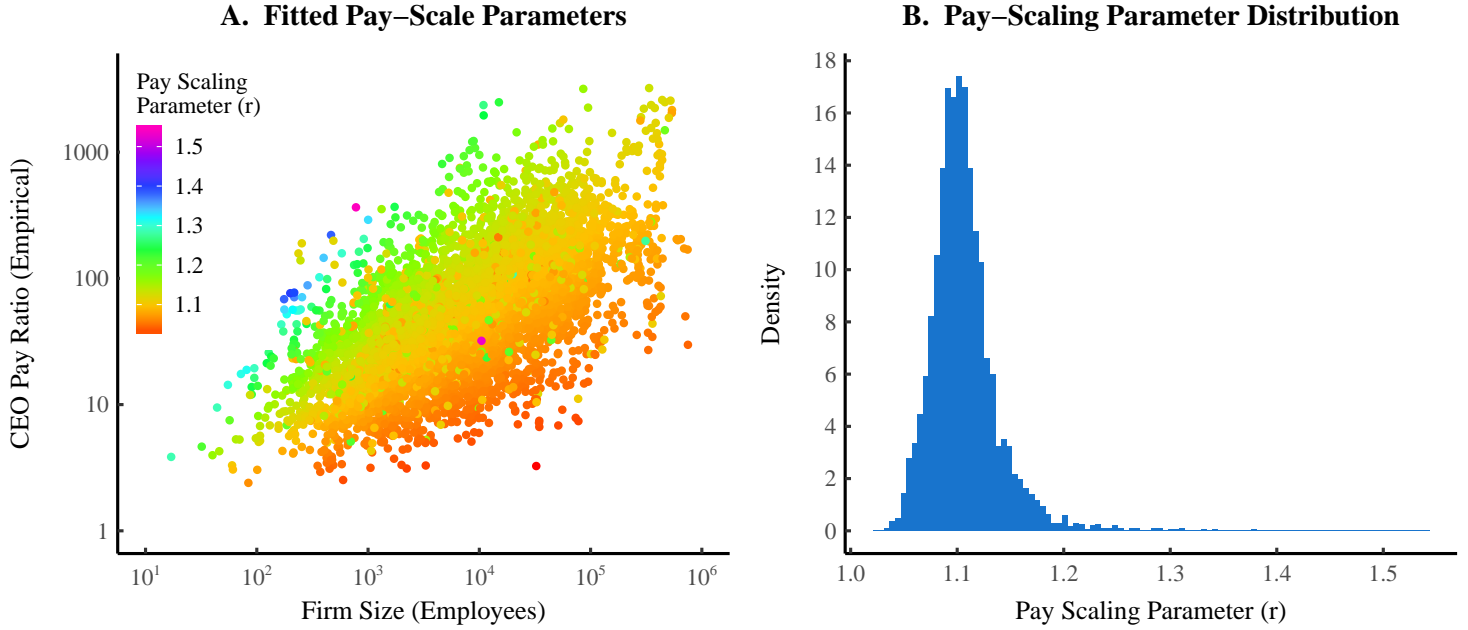 A. Fitted Pay−Scale Parameters
Pay Scaling
Parameter (r)
1.5
1.4
1.3
1.2
1.1
CEO Pay Ratio (Empirical)
1000
100
10
1
10¹ 10² 10³ 10⁴ 10⁵ 10⁶
Firm Size (Employees)
B. Pay−Scaling Parameter Distribution
Density
18
16
14
12
10
8
6
4
2
0
1.0 1.1 1.2 1.3 1.4 1.5
Pay Scaling Parameter (r)